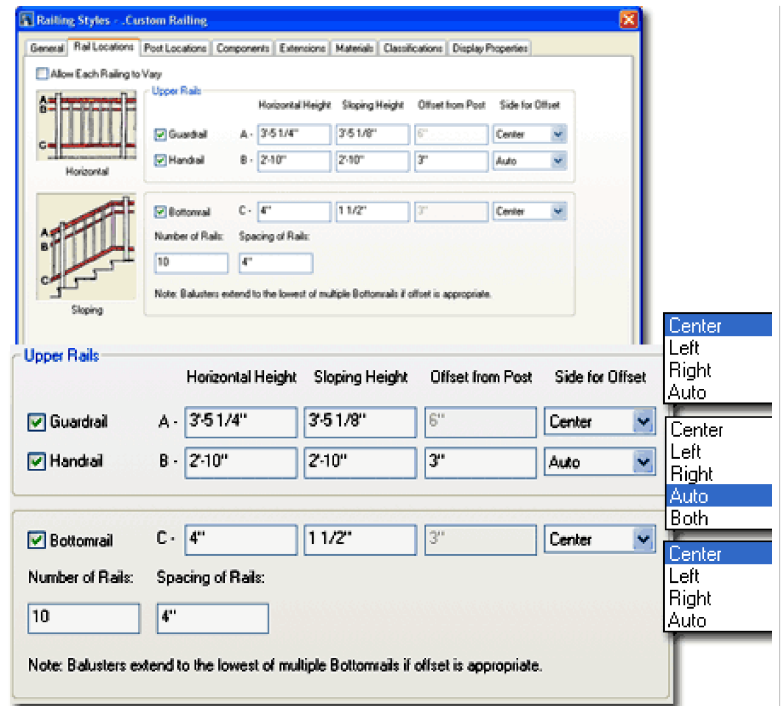 Railing Styles - .Custom Railing
General Rail Locations Post Locations Components Extensions Materials Classifications Display Properties
Allow Each Railing to Vary
Upper Rails
Horizontal Height Sloping Height Offset from Post Side for Offset
A
B
C
Guardrail A - 3'-5 1/4" 3'-5 1/8" 6" Center
Handrail B - 2'-10" 2'-10" 3" Auto
Horizontal
Bottomrail C - 4" 1 1/2" 3" Center
Number of Rails: Spacing of Rails:
10 4"
A
B
C
Note: Balusters extend to the lowest of multiple Bottomrails if offset is appropriate.
Sloping
Upper Rails
Horizontal Height Sloping Height Offset from Post Side for Offset
Guardrail A - 3'-5 1/4" 3'-5 1/8" 6" Center
Handrail B - 2'-10" 2'-10" 3" Auto
Bottomrail C - 4" 1 1/2" 3" Center
Number of Rails: Spacing of Rails:
10 4"
Note: Balusters extend to the lowest of multiple Bottomrails if offset is appropriate.
Center
Left
Right
Auto
Center
Left
Right
Auto
Both
Center
Left
Right
Auto